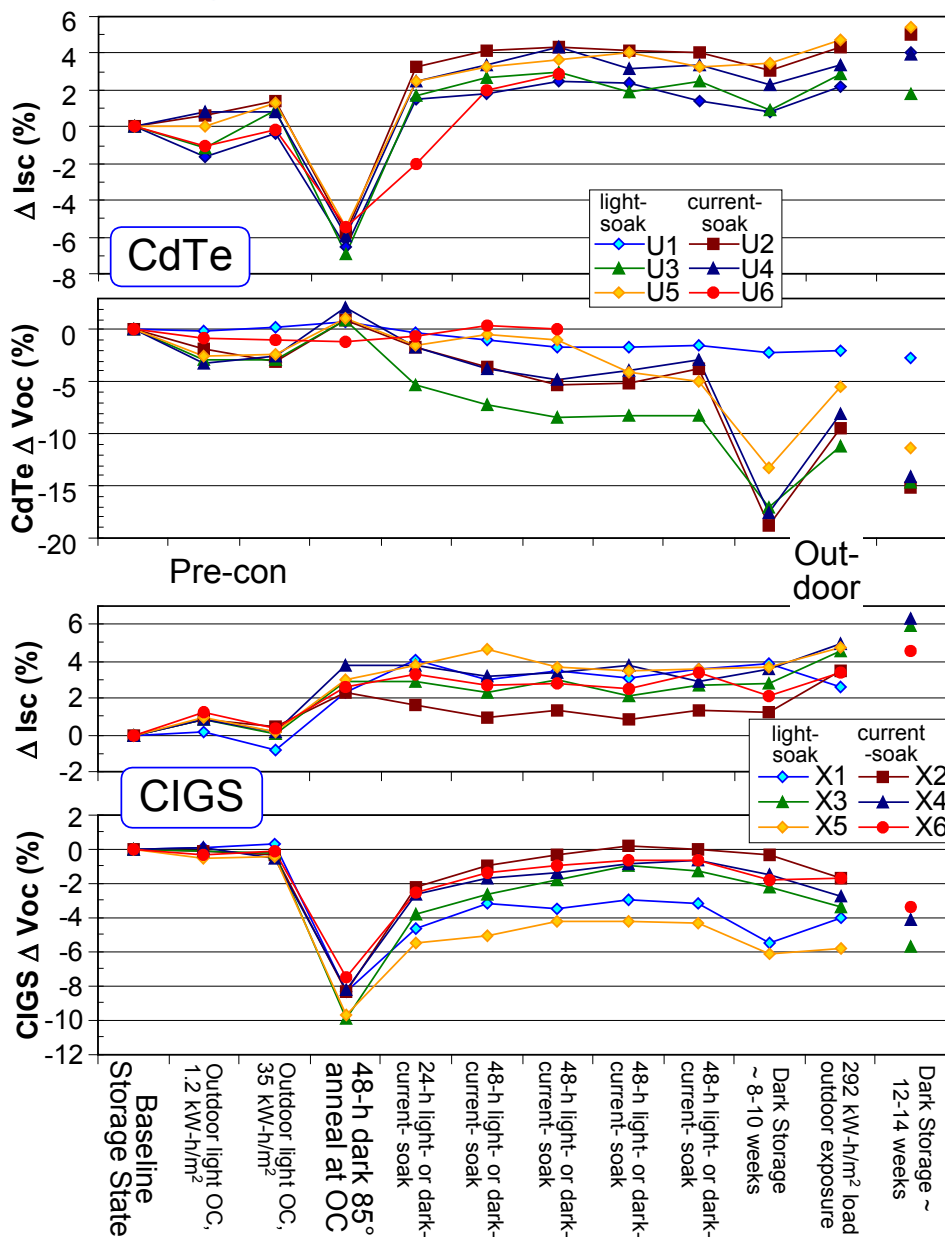 6
4
2
0
-2
-4
-6
-8
Δ Isc (%)
CdTe
light-
soak
current-
soak
U1
U2
U3
U4
U5
U6
0
-5
-10
-15
-20
CdTe Δ Voc (%)
Pre-con
Out-
door
6
4
2
0
-2
Δ Isc (%)
CIGS
light-
soak
current
-soak
X1
X2
X3
X4
X5
X6
2
0
-2
-4
-6
-8
-10
-12
CIGS Δ Voc (%)
Baseline
Storage State
Outdoor light OC,
1.2 kW-h/m²
Outdoor light OC,
35 kW-h/m²
48-h dark 85°
anneal at OC
24-h light- or dark-
current- soak
48-h light- or dark-
current- soak
48-h light- or dark-
current- soak
48-h light- or dark-
current- soak
48-h light- or dark-
current- soak
Dark Storage
~ 8-10 weeks
292 kW-h/m² load
outdoor exposure
Dark Storage ~
12-14 weeks